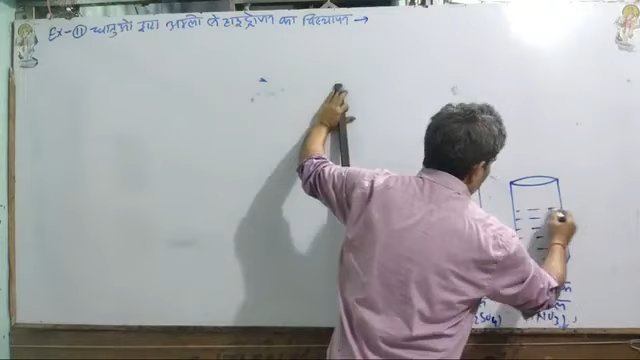 Ex-⑪ धातुओं द्वारा अम्लों से हाइड्रोजन का विस्थापन →